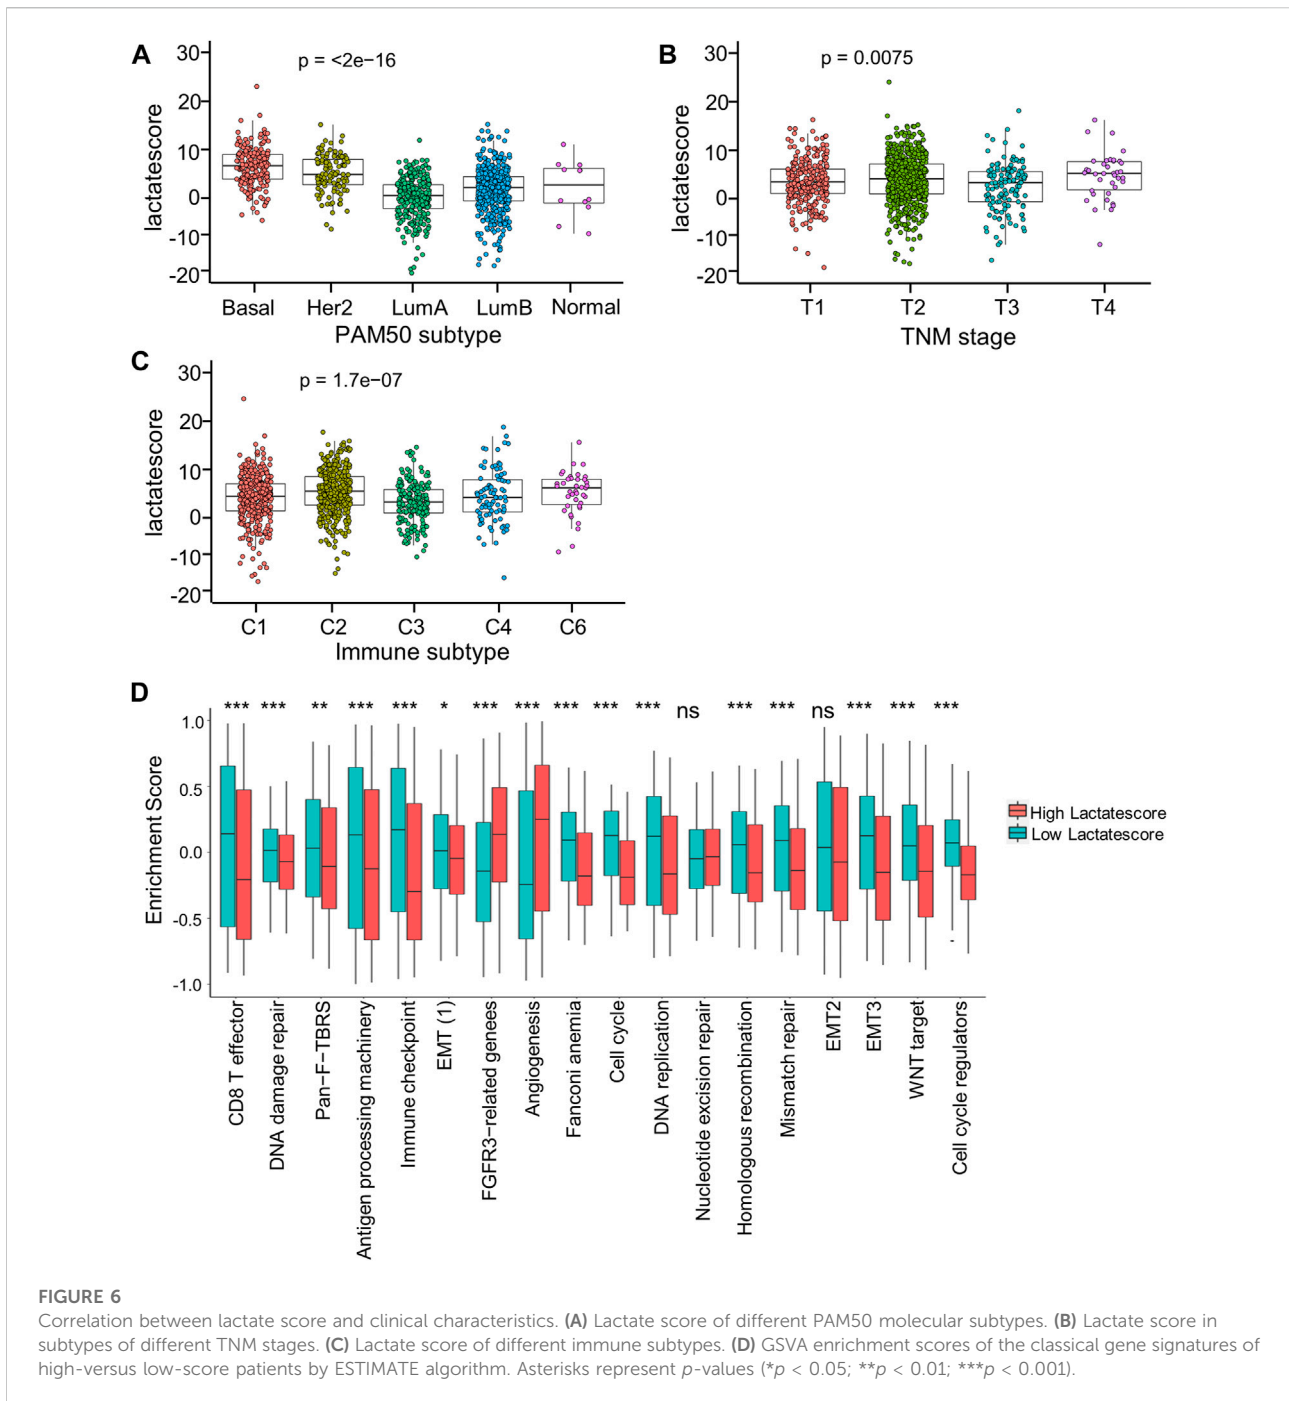 A
p = <2e−16
30
20
10
0
-10
-20
lactatescore
Basal Her2 LumA LumB Normal
PAM50 subtype
B
p = 0.0075
30
20
10
0
-10
-20
lactatescore
T1 T2 T3 T4
TNM stage
C
p = 1.7e−07
30
20
10
0
-10
-20
lactatescore
C1 C2 C3 C4 C6
Immune subtype
D
*** *** ** *** *** * *** *** *** *** *** ns *** *** ns *** *** ***
1.0
0.5
0.0
-0.5
-1.0
Enrichment Score
High Lactatescore
Low Lactatescore
CD8 T effector
DNA damage repair
Pan−F−TBRS
Antigen processing machinery
Immune checkpoint
EMT (1)
FGFR3−related genees
Angiogenesis
Fanconi anemia
Cell cycle
DNA replication
Nucleotide excision repair
Homologous recombination
Mismatch repair
EMT2
EMT3
WNT target
Cell cycle regulators
FIGURE 6
Correlation between lactate score and clinical characteristics. (A) Lactate score of different PAM50 molecular subtypes. (B) Lactate score in
subtypes of different TNM stages. (C) Lactate score of different immune subtypes. (D) GSVA enrichment scores of the classical gene signatures of
high-versus low-score patients by ESTIMATE algorithm. Asterisks represent p-values (*p < 0.05; **p < 0.01; ***p < 0.001).